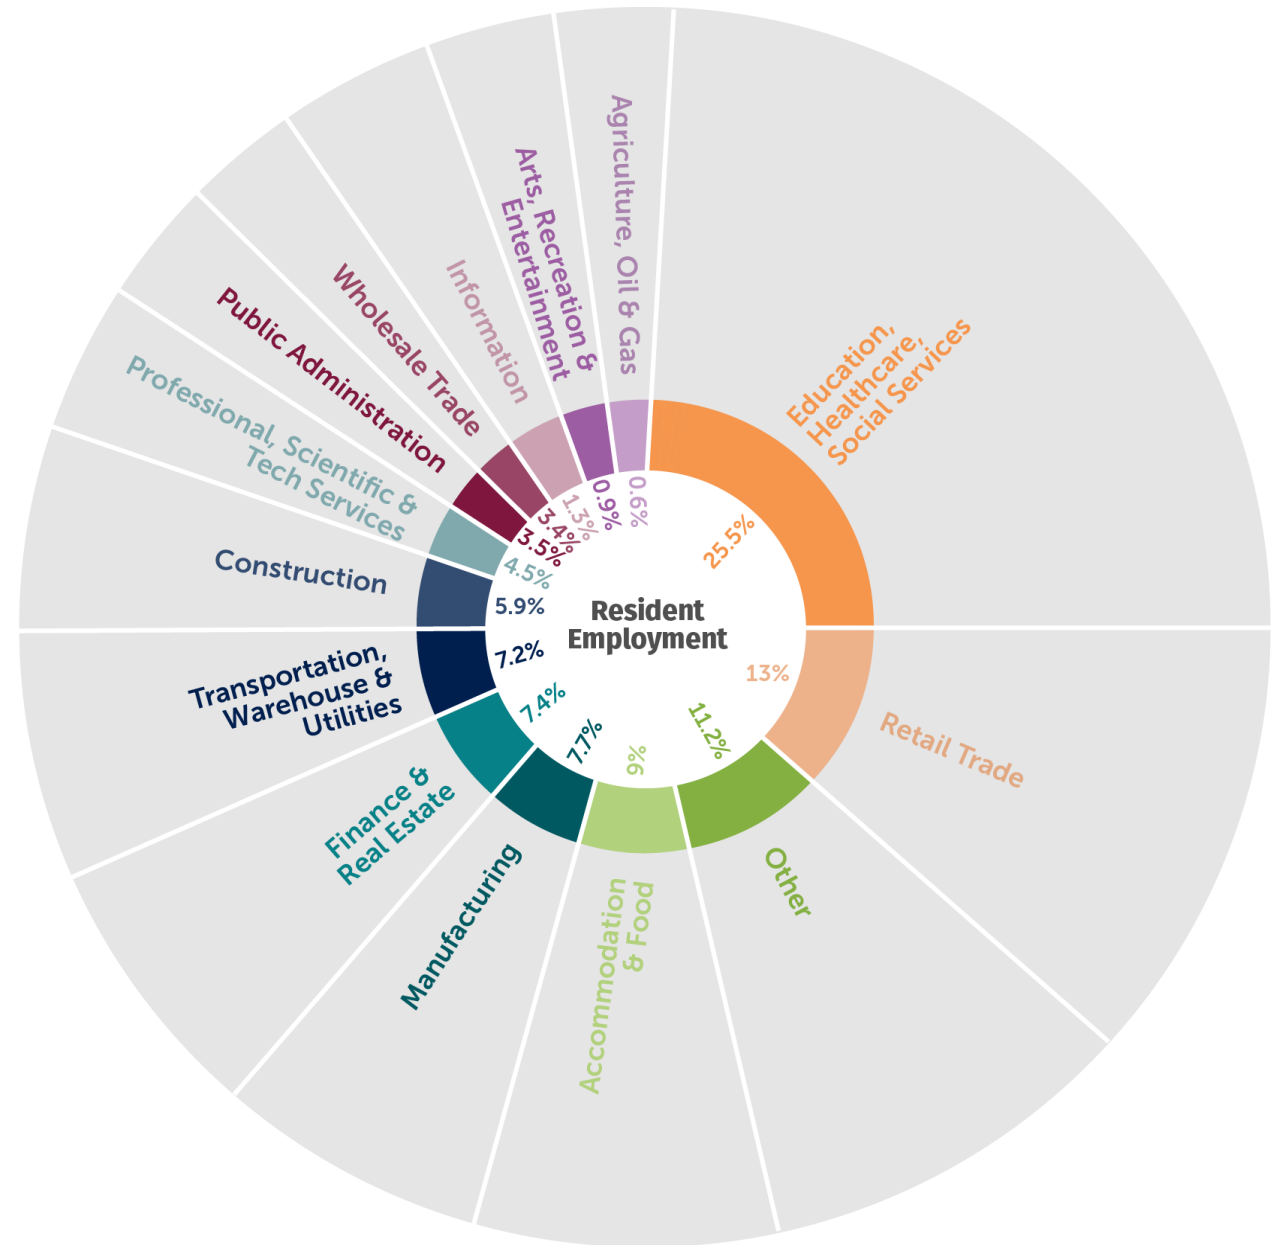 Resident
Employment
Education,
Healthcare,
Social Services
25.5%
Retail Trade
13%
Other
11.2%
Accommodation
& Food
9%
Manufacturing
7.7%
Finance &
Real Estate
7.4%
Transportation,
Warehouse &
Utilities
7.2%
Construction
5.9%
Professional, Scientific &
Tech Services
4.5%
Public Administration
3.5%
Wholesale Trade
3.4%
Information
1.3%
Arts, Recreation &
Entertainment
0.9%
Agriculture, Oil & Gas
0.6%